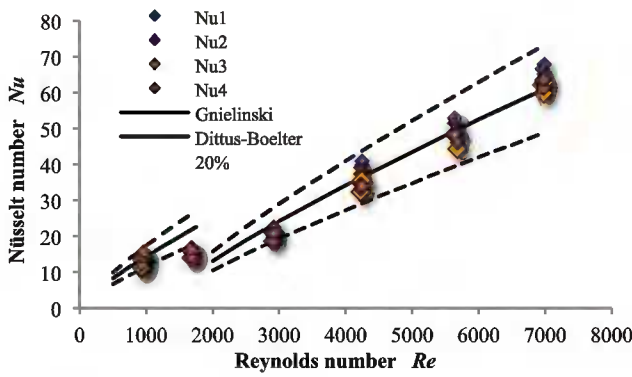 80
70
60
50
40
30
20
10
0
Nüsselt number Nu
Nu1
Nu2
Nu3
Nu4
Gnielinski
Dittus-Boelter
20%
0 1000 2000 3000 4000 5000 6000 7000 8000
Reynolds number Re